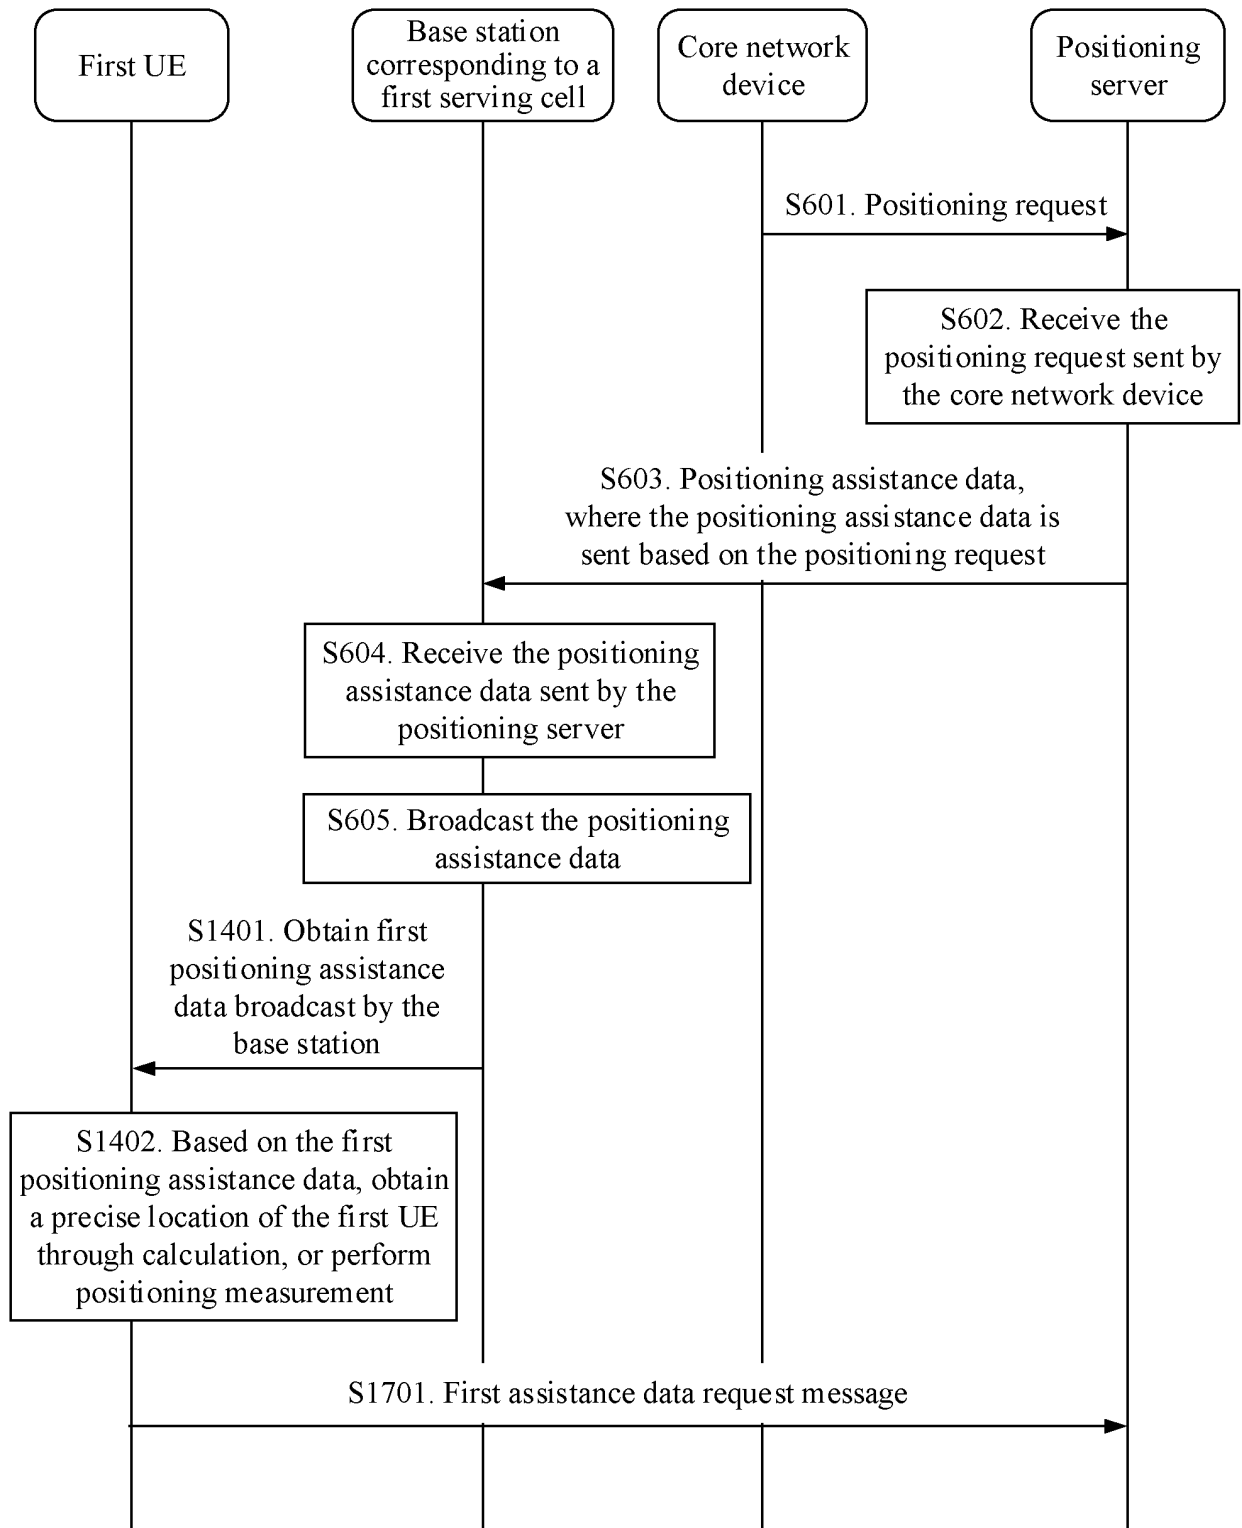 First UE
Base station
corresponding to a
first serving cell
Core network
device
Positioning
server
S601. Positioning request
S602. Receive the
positioning request sent by
the core network device
S603. Positioning assistance data,
where the positioning assistance data is
sent based on the positioning request
S604. Receive the positioning
assistance data sent by the
positioning server
S605. Broadcast the positioning
assistance data
S1401. Obtain first
positioning assistance
data broadcast by the
base station
S1402. Based on the first
positioning assistance data, obtain
a precise location of the first UE
through calculation, or perform
positioning measurement
S1701. First assistance data request message